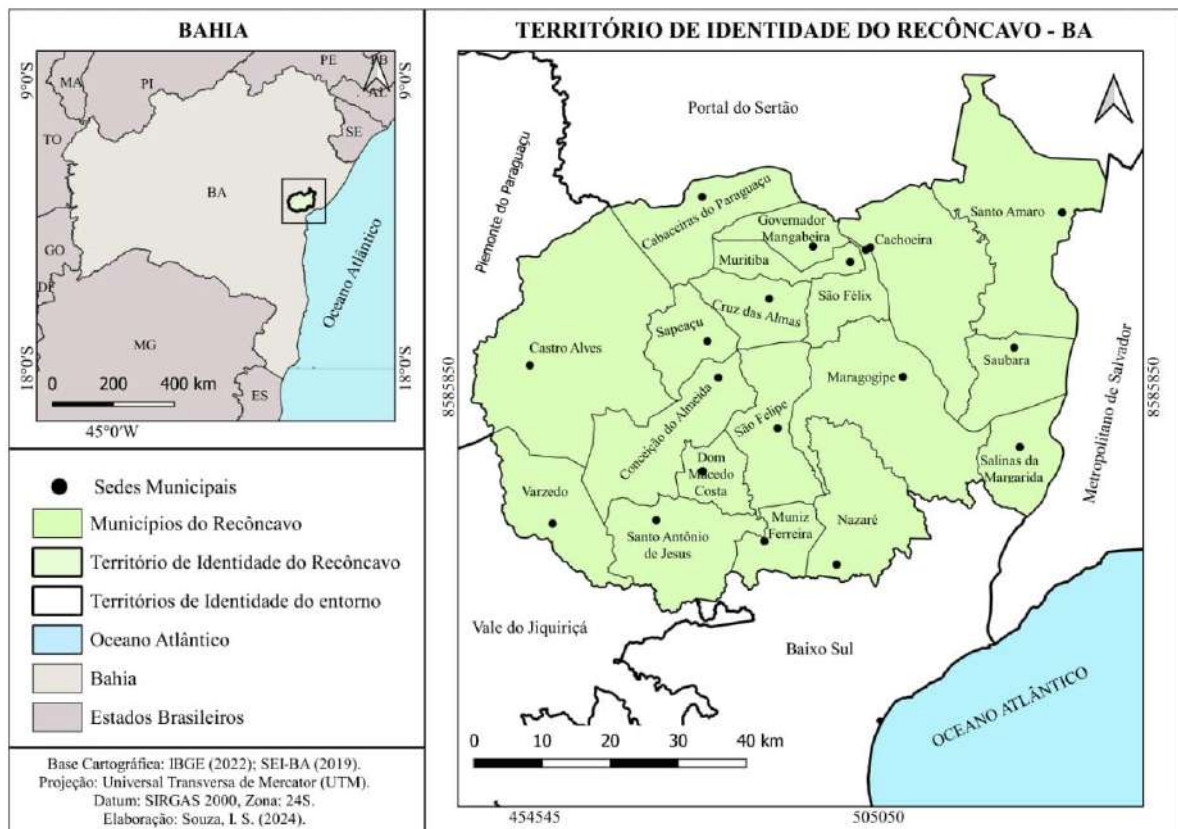 BAHIA
9°0'S
9°0'S
MA
PI
PE
PB
AL
SE
TO
BA
GO
DF
MG
ES
Oceano Atlântico
18°0'S
18°0'S
0 200 400 km
45°0'W
Sedes Municipais
Municípios do Recôncavo
Território de Identidade do Recôncavo
Territórios de Identidade do entorno
Oceano Atlântico
Bahia
Estados Brasileiros
Base Cartográfica: IBGE (2022); SEI-BA (2019).
Projeção: Universal Transversa de Mercator (UTM).
Datum: SIRGAS 2000, Zona: 24S.
Elaboração: Souza, I. S. (2024).
TERRITÓRIO DE IDENTIDADE DO RECÔNCAVO - BA
Portal do Sertão
Piemonte do Paraguaçu
Cabaceiras do Paraguaçu
Governador
Mangabeira
Muritiba
Cachoeira
Santo Amaro
São Félix
Cruz das Almas
Sapeaçu
Castro Alves
Saubara
Maragogipe
Conceição do Almeida
São Felipe
Dom
Macedo
Costa
Salinas da
Margarida
Varzedo
Santo Antônio
de Jesus
Muniz
Ferreira
Nazaré
Metropolitano de Salvador
Vale do Jiquiriçá
Baixo Sul
OCEANO ATLÂNTICO
0 10 20 30 40 km
8585850
8585850
454545
505050